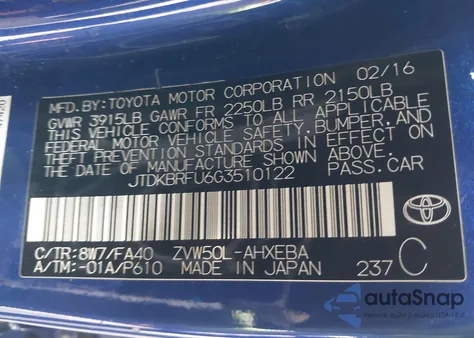 MFD.BY:TOYOTA MOTOR CORPORATION 02/16
GVWR 3915LB GAWR FR 2250LB RR 2150LB
THIS VEHICLE CONFORMS TO ALL APPLICABLE
FEDERAL MOTOR VEHICLE SAFETY,BUMPER,AND
THEFT PREVENTION STANDARDS IN EFFECT ON
THE DATE OF MANUFACTURE SHOWN ABOVE.
JTDKBRFU6G3510122 PASS.CAR
C/TR:8W7/FA40 ZVW50L-AHXEBA
A/TM:-01A/P610 MADE IN JAPAN 237 C
TOYOTA
autoSnap